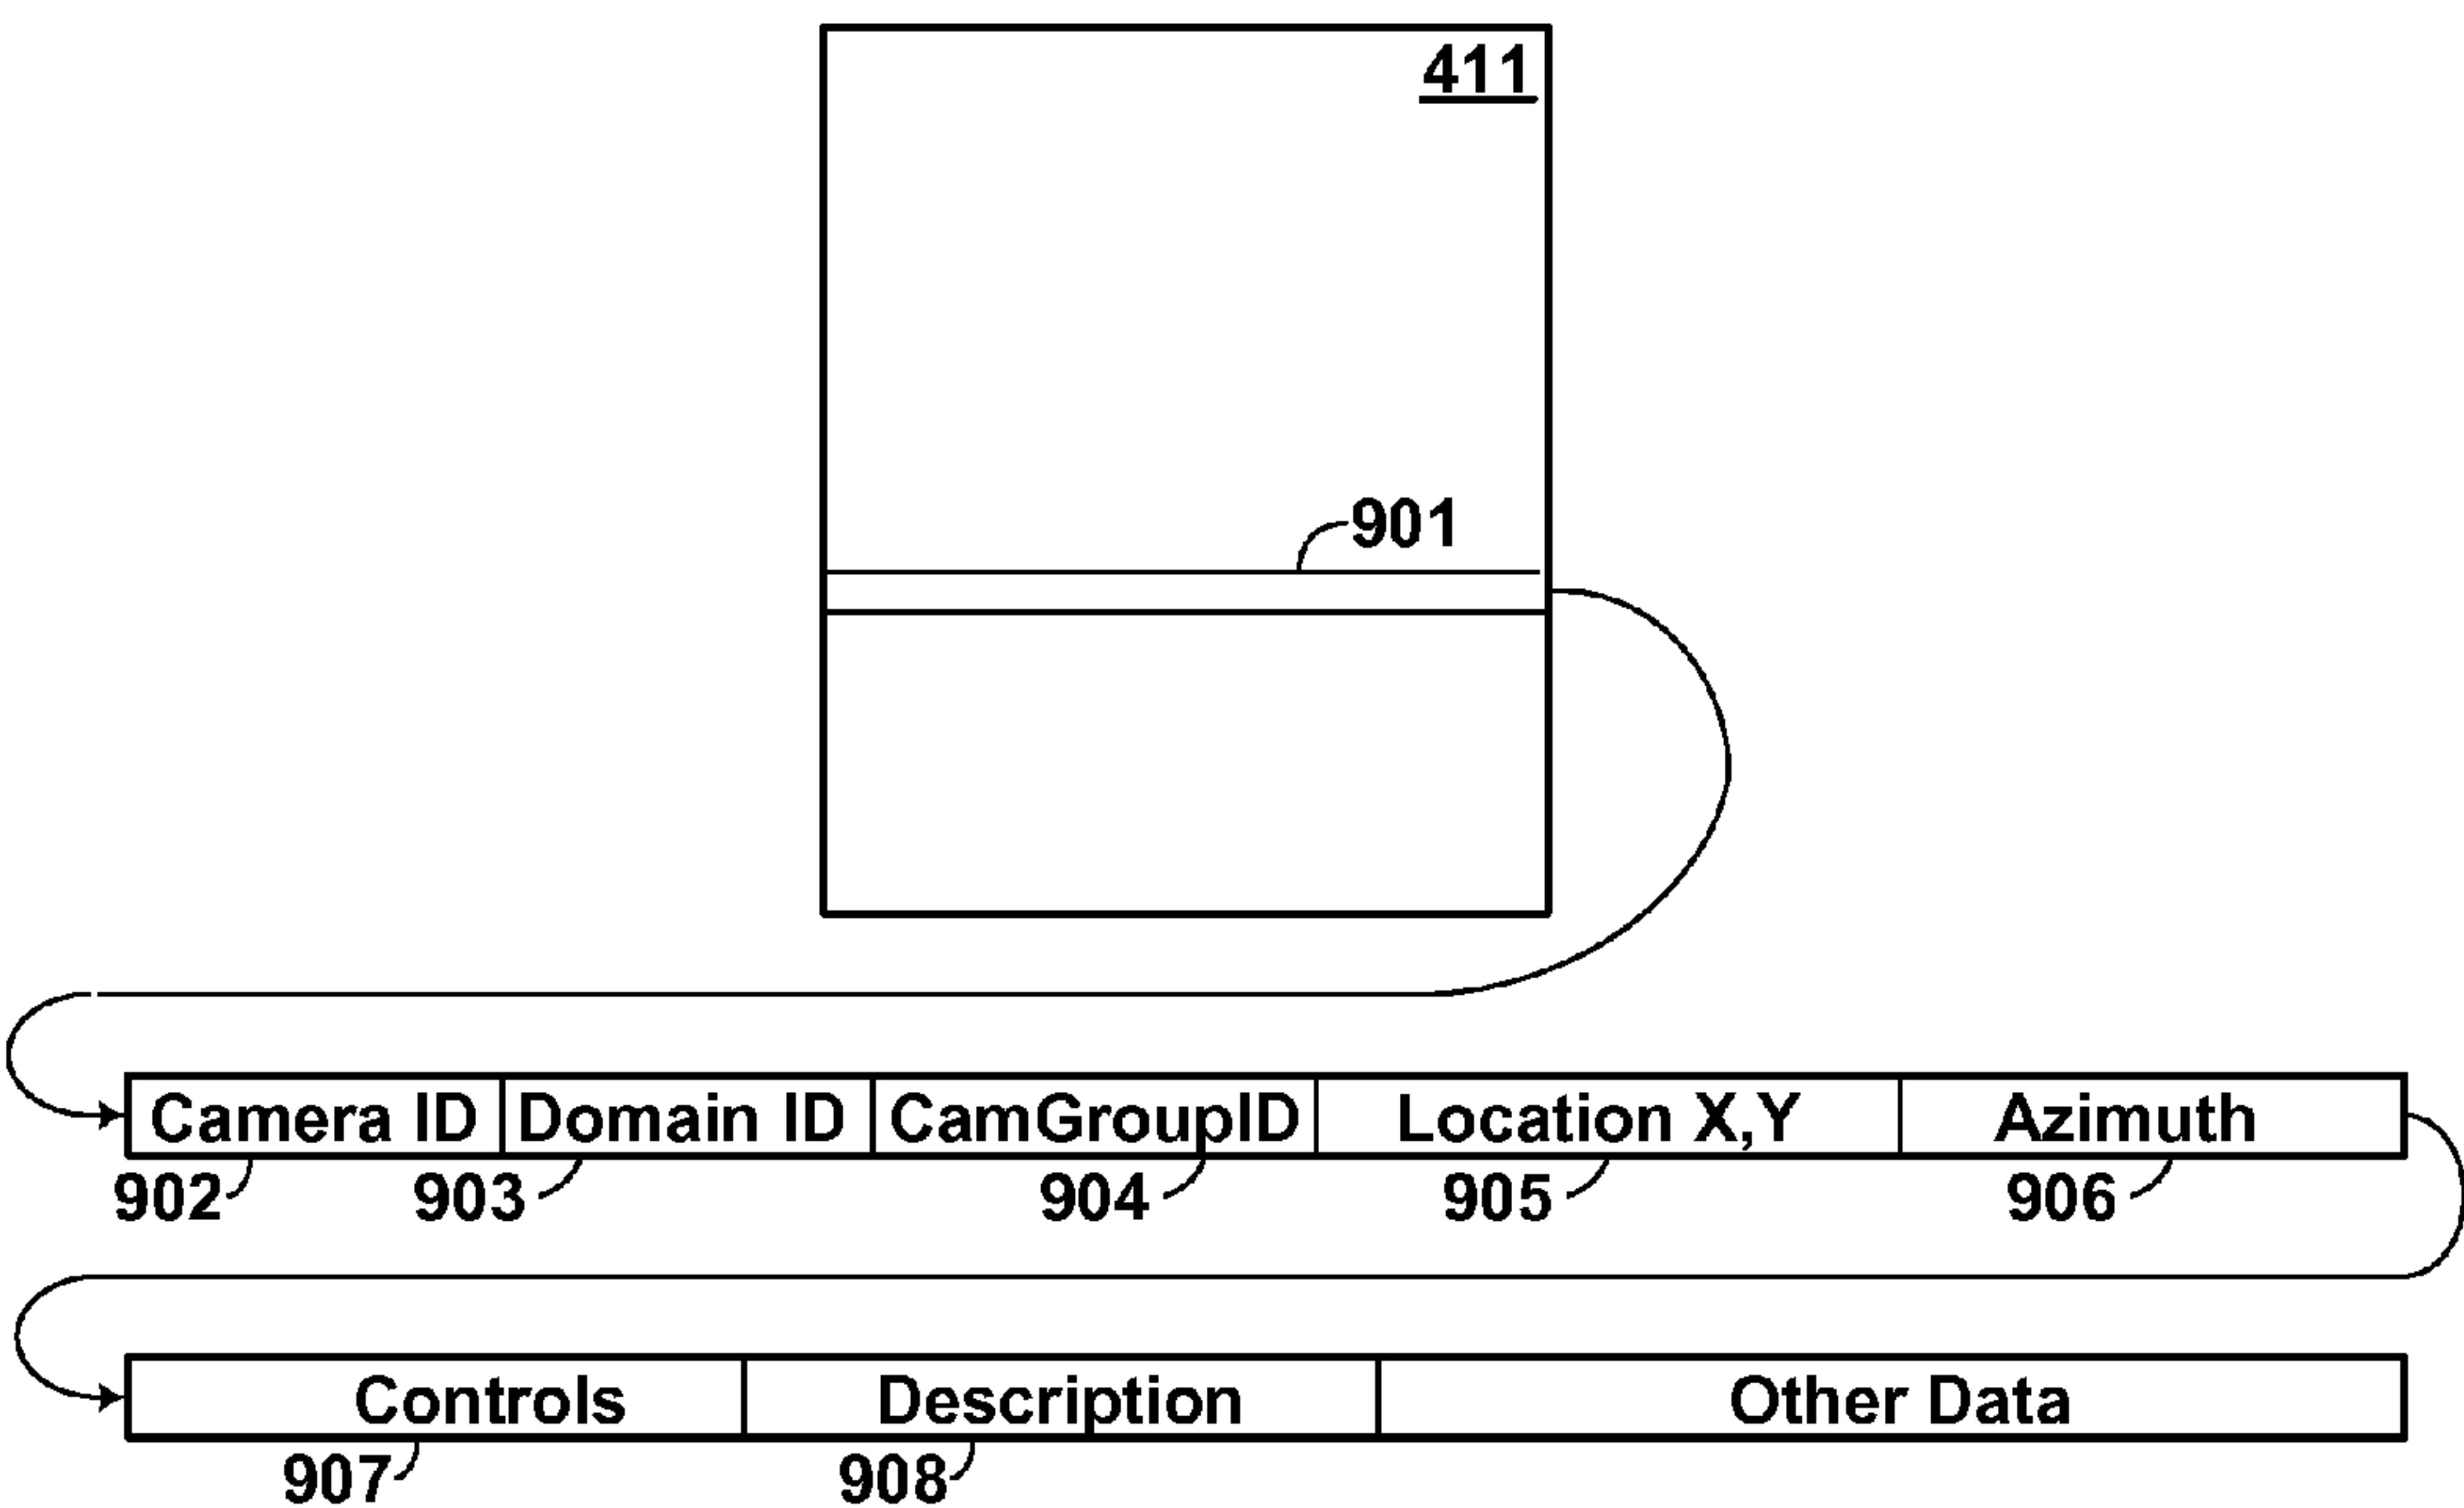 411
901
Camera ID Domain ID CamGroupID Location X,Y Azimuth
902 903 904 905 906
Controls Description Other Data
907 908